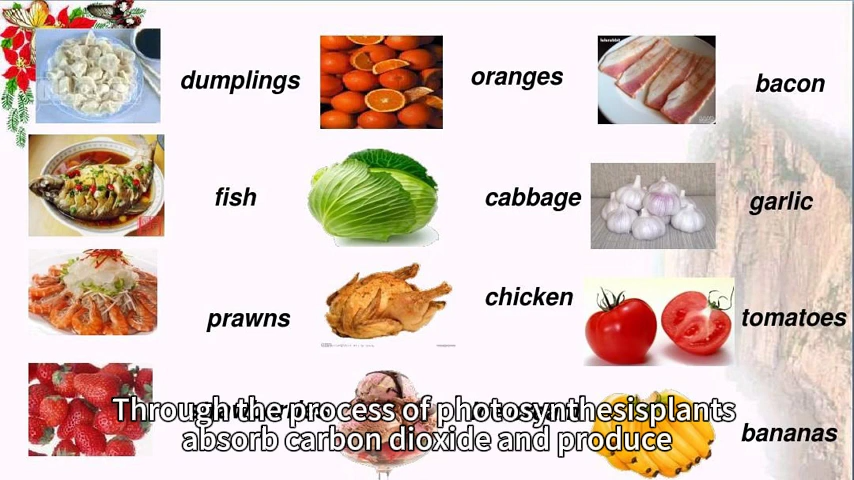 dumplings
oranges
bacon
fish
cabbage
garlic
prawns
chicken
tomatoes
bananas
Through the process of photosynthesisplants
absorb carbon dioxide and produce